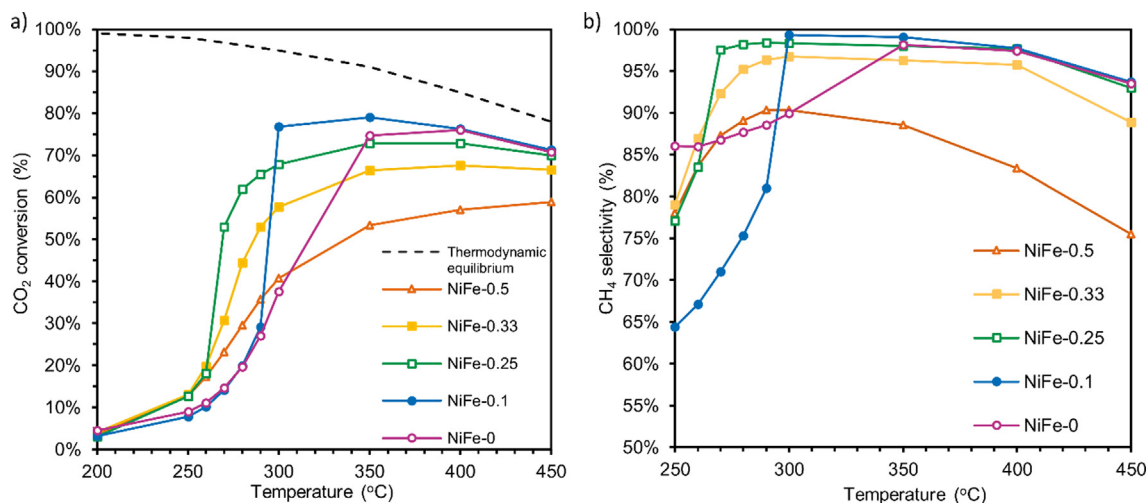 a)
100%
90%
80%
70%
60%
50%
40%
30%
20%
10%
0%
CO₂ conversion (%)
200
250
300
350
400
450
Temperature (°C)
Thermodynamic
equilibrium
NiFe-0.5
NiFe-0.33
NiFe-0.25
NiFe-0.1
NiFe-0
b)
100%
95%
90%
85%
80%
75%
70%
65%
60%
55%
50%
CH₄ selectivity (%)
250
300
350
400
450
Temperature (°C)
NiFe-0.5
NiFe-0.33
NiFe-0.25
NiFe-0.1
NiFe-0